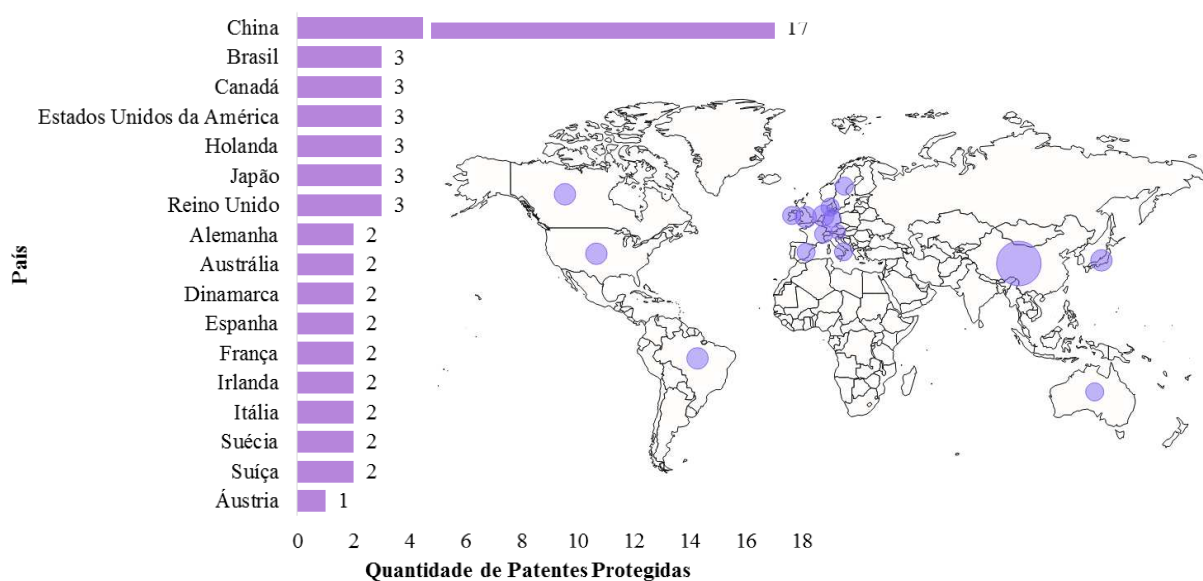 China 17
Brasil 3
Canadá 3
Estados Unidos da América 3
Holanda 3
Japão 3
Reino Unido 3
Alemanha 2
Austrália 2
Dinamarca 2
Espanha 2
França 2
Irlanda 2
Itália 2
Suécia 2
Suíça 2
Áustria 1
País
0 2 4 6 8 10 12 14 16 18
Quantidade de Patentes Protegidas